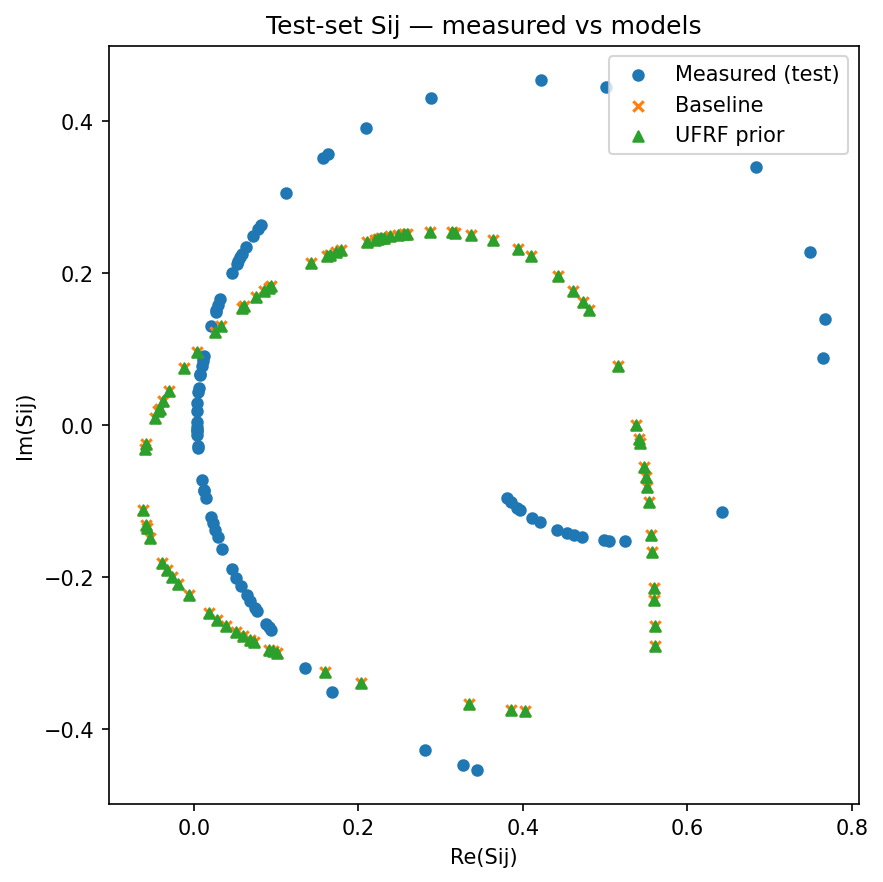 Test-set Sij — measured vs models
Measured (test)
Baseline
UFRF prior
0.4
0.2
0.0
−0.2
−0.4
Im(Sij)
0.0
0.2
0.4
0.6
0.8
Re(Sij)